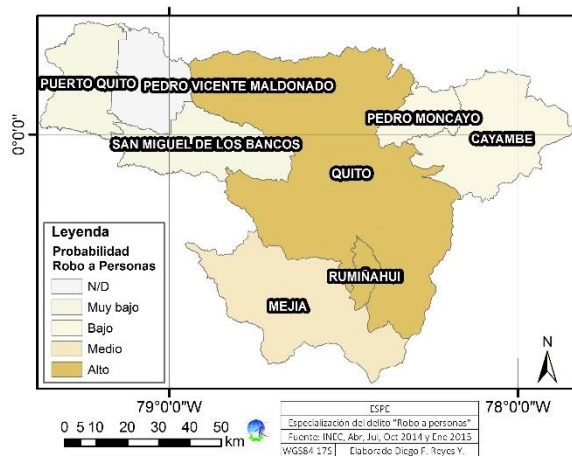 PUERTO QUITO
PEDRO VICENTE MALDONADO
PEDRO MONCAYO
CAYAMBE
SAN MIGUEL DE LOS BANCOS
QUITO
RUMIÑAHUI
MEJIA
0°0'0"
Leyenda
Probabilidad
Robo a Personas
N/D
Muy bajo
Bajo
Medio
Alto
N
79°0'0"W
78°0'0"W
0 5 10 20 30 40 50
km
ESPE
Especialización del delito "Robo a personas"
Fuente: INEC, Abr, Jul, Oct 2014 y Ene 2015
WGS84 17S
Elaborado Diego F. Reyes Y.